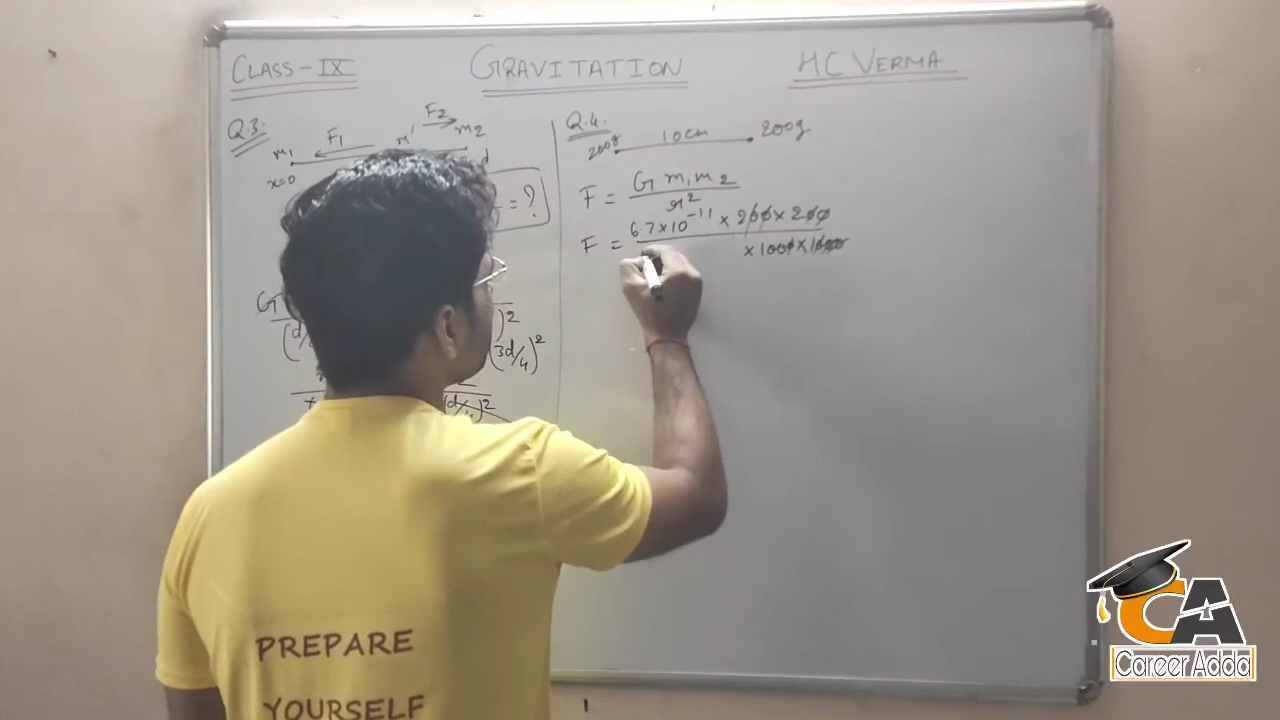 CLASS-IX
GRAVITATION
HC VERMA
Q.3.
F1
F2
m1
m'
m2
x=0
d
= ?
)²
(3d/4)²
Q.4.
200g
10cm
200g
F = G m1 m2
r²
F = 6.7×10⁻¹¹ × 200 × 200
×1000×1000
PREPARE
YOURSELF
CA
Career Adda